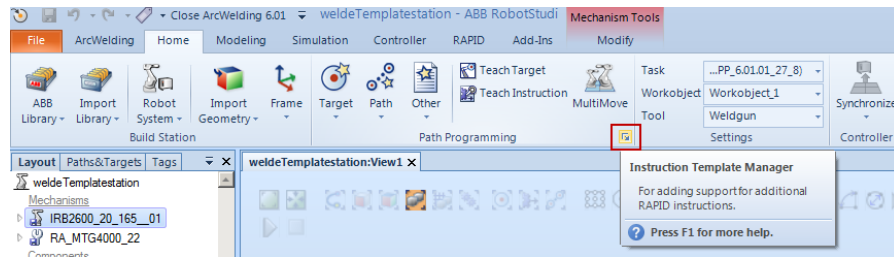 Close ArcWelding 6.01 weldeTemplatestation - ABB RobotStudi Mechanism Tools
File ArcWelding Home Modeling Simulation Controller RAPID Add-Ins Modify
ABB Library
Import Library
Robot System
Import Geometry
Frame
Build Station
Target
Path
Other
Teach Target
Teach Instruction
MultiMove
Path Programming
Task ...PP_6.01.01_27_8)
Workobject Workobject_1
Tool Weldgun
Settings
Synchronize
Controller
Layout Paths&Targets Tags
weldeTemplatestation
Mechanisms
IRB2600_20_165__01
RA_MTG4000_22
Components
weldeTemplatestation:View1
Instruction Template Manager
For adding support for additional
RAPID instructions.
Press F1 for more help.